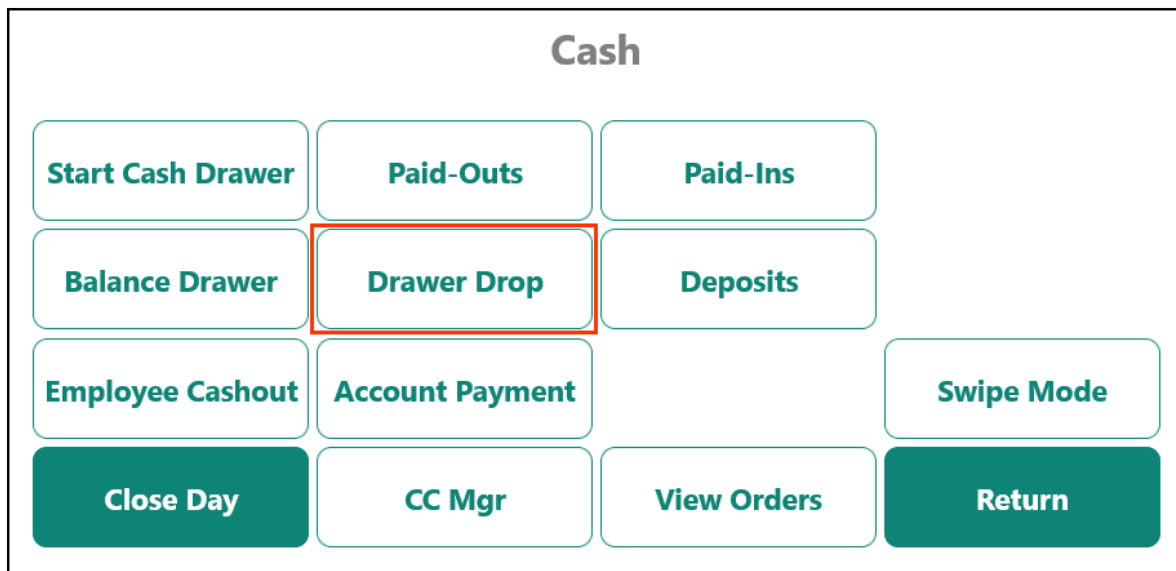 Cash
Start Cash Drawer
Paid-Outs
Paid-Ins
Balance Drawer
Drawer Drop
Deposits
Employee Cashout
Account Payment
Swipe Mode
Close Day
CC Mgr
View Orders
Return